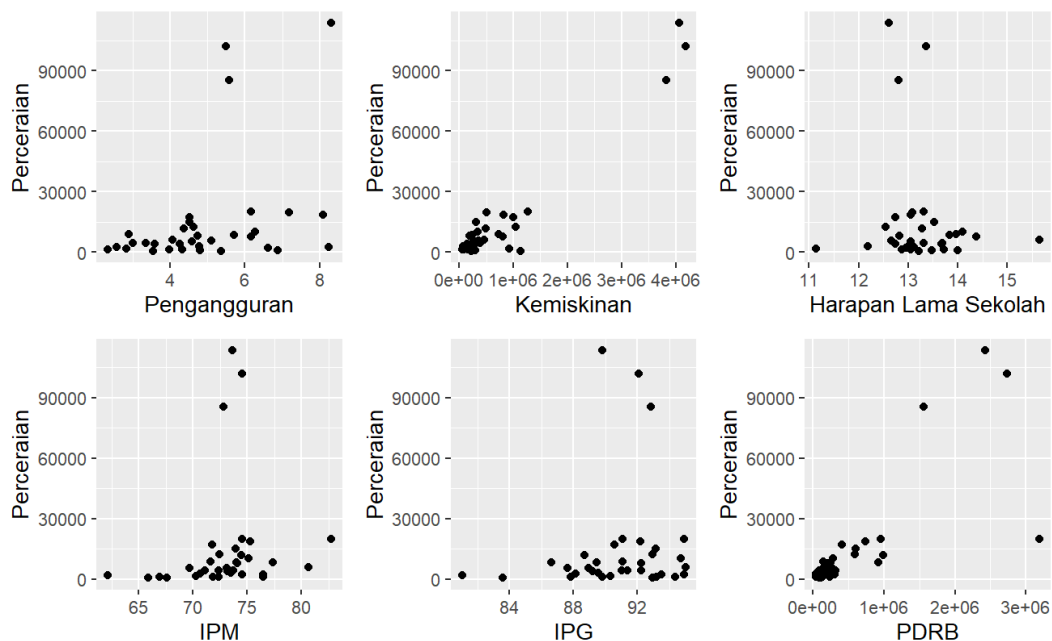 Perceraian
90000
60000
30000
0
4
6
8
Pengangguran
Perceraian
90000
60000
30000
0
0e+00
1e+06
2e+06
3e+06
4e+06
Kemiskinan
Perceraian
90000
60000
30000
0
11
12
13
14
15
Harapan Lama Sekolah
Perceraian
90000
60000
30000
0
65
70
75
80
IPM
Perceraian
90000
60000
30000
0
84
88
92
IPG
Perceraian
90000
60000
30000
0
0e+00
1e+06
2e+06
3e+06
PDRB